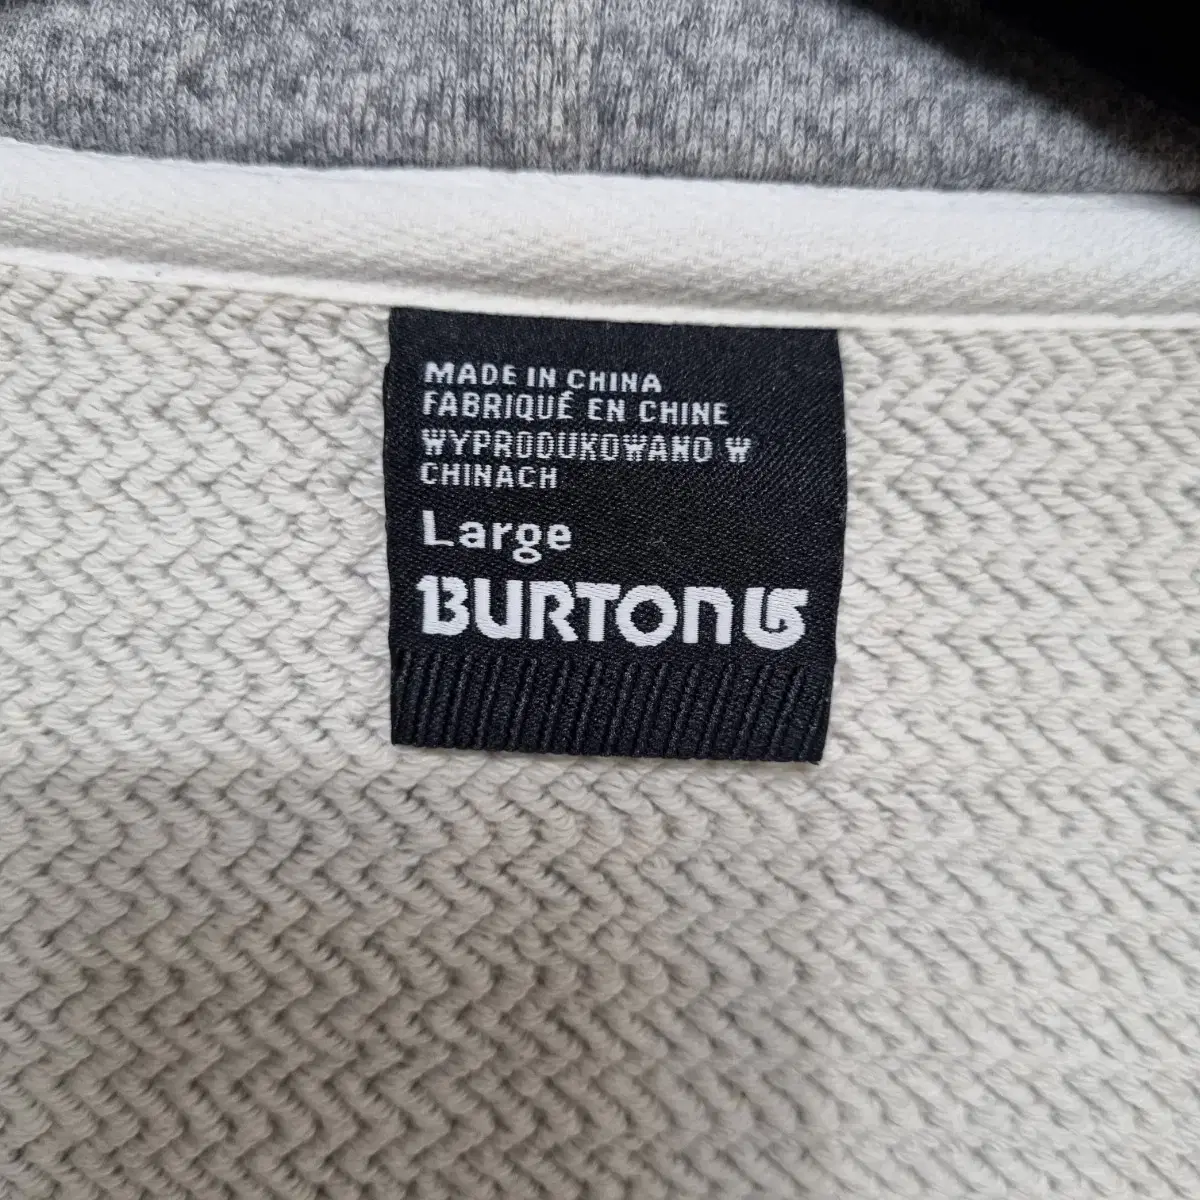 MADE IN CHINA
FABRIQUÉ EN CHINE
WYPRODUKOWANO W
CHINACH
Large
BURTON